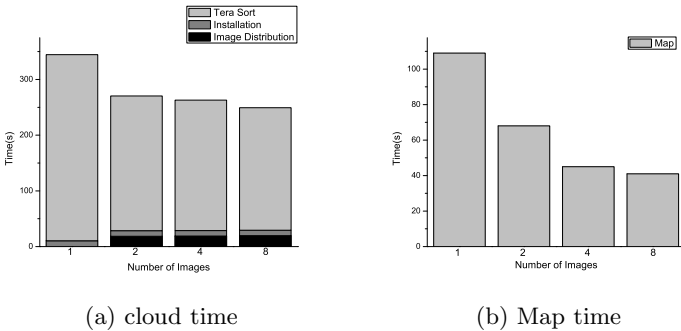 Tera Sort
Installation
Image Distribution
300
200
100
0
Time(s)
1 2 4 8
Number of Images
(a) cloud time
Map
100
80
60
40
20
0
Time(s)
1 2 4 8
Number of Images
(b) Map time